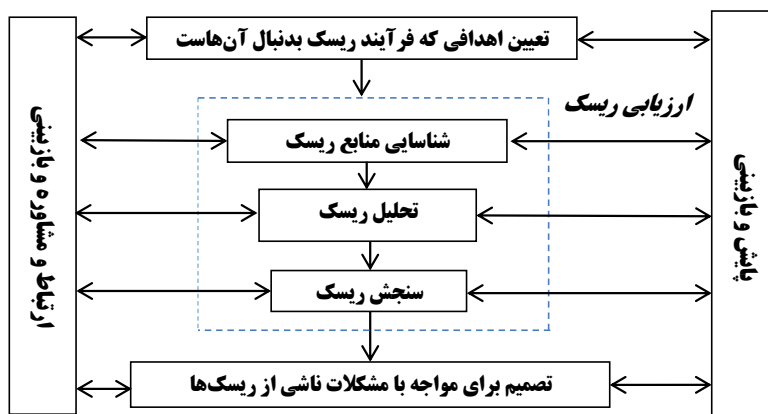 تعیین اهدافی که فرآیند ریسک بدنبال آن‌هاست
ارزیابی ریسک
شناسایی منابع ریسک
تحلیل ریسک
سنجش ریسک
تصمیم برای مواجه با مشکلات ناشی از ریسک‌ها
پایش و بازبینی
ارتباط و مشاوره و بازبینی